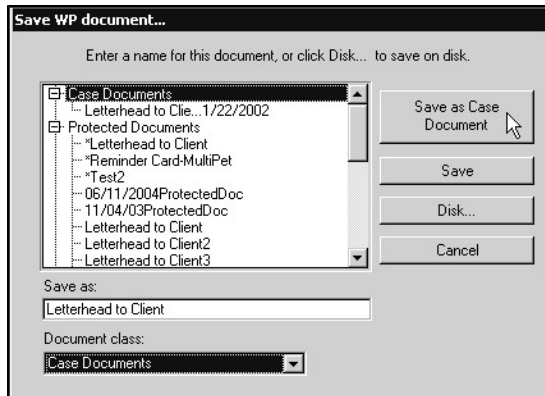 Save WP document...
Enter a name for this document, or click Disk... to save on disk.
Case Documents
Letterhead to Clie...1/22/2002
Protected Documents
*Letterhead to Client
*Reminder Card-MultiPet
*Test2
06/11/2004ProtectedDoc
11/04/03ProtectedDoc
Letterhead to Client
Letterhead to Client2
Letterhead to Client3
Save as Case
Document
Save
Disk...
Cancel
Save as:
Letterhead to Client
Document class:
Case Documents